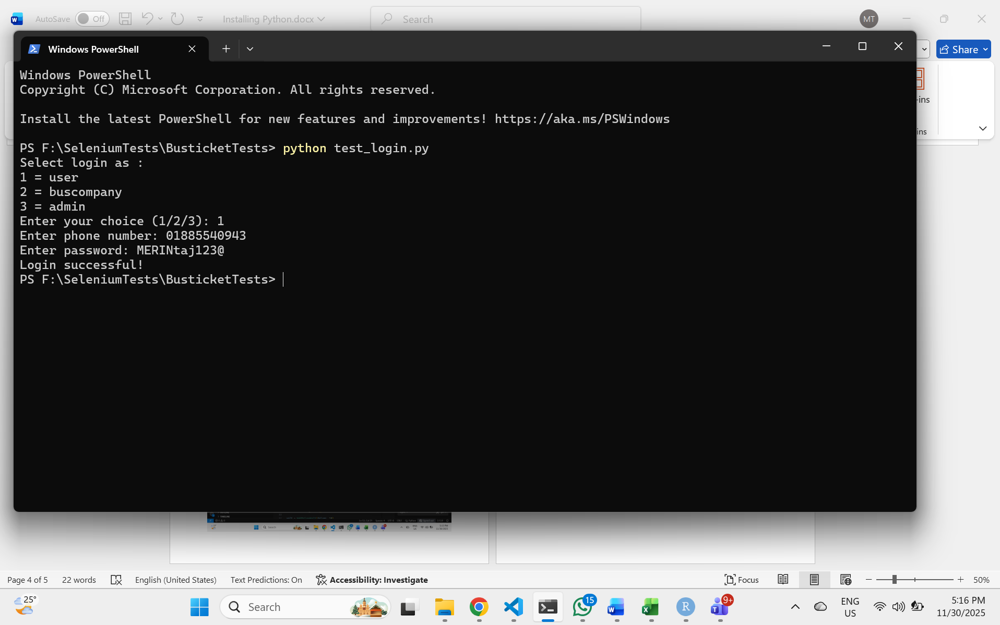 AutoSave Off Installing Python.docx Search MT
Windows PowerShell
Share
Windows PowerShell
Copyright (C) Microsoft Corporation. All rights reserved.
-ins
Install the latest PowerShell for new features and improvements! https://aka.ms/PSWindows
ins
PS F:\SeleniumTests\BusticketTests> python test_login.py
Select login as :
1 = user
2 = buscompany
3 = admin
Enter your choice (1/2/3): 1
Enter phone number: 01885540943
Enter password: MERINtaj123@
Login successful!
PS F:\SeleniumTests\BusticketTests>
Page 4 of 5 22 words English (United States) Text Predictions: On Accessibility: Investigate Focus 50%
25° Search 15 9+ ENG US 5:16 PM
11/30/2025